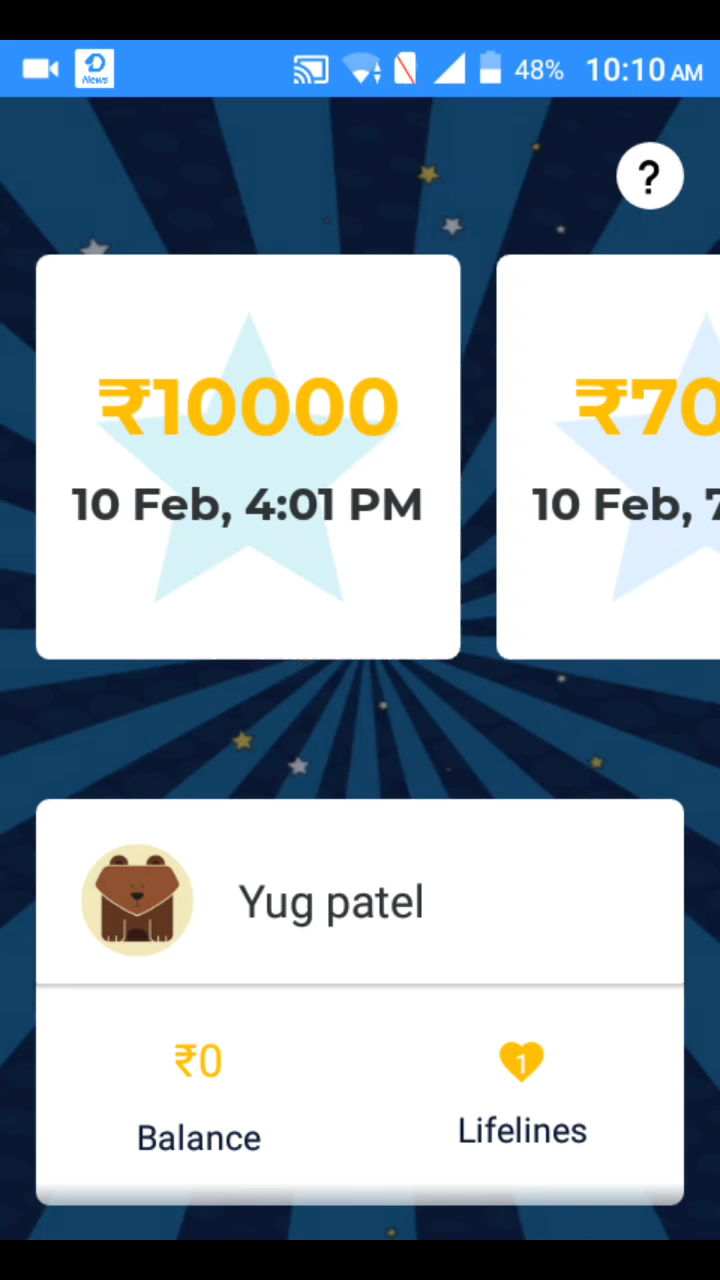 News
48%
10:10 AM
?
₹10000
10 Feb, 4:01 PM
₹70
10 Feb, 7
Yug patel
₹0
Balance
1
Lifelines